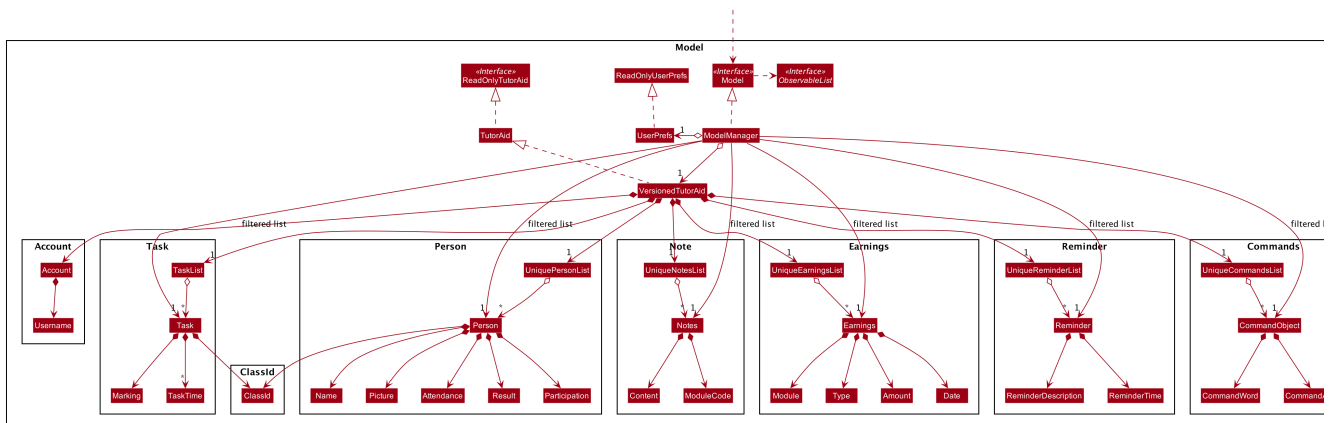 Model
«Interface»
ReadOnlyTutorAid
ReadOnlyUserPrefs
«Interface»
Model
«Interface»
ObservableList
TutorAid
UserPrefs
1
ModelManager
1
VersionedTutorAid
filtered list
filtered list
filtered list
filtered list
filtered list
filtered li
Account
Task
Person
Note
Earnings
Reminder
Commands
1
1
1
1
1
1
Account
TaskList
UniquePersonList
UniqueNotesList
UniqueEarningsList
UniqueReminderList
UniqueCommandsList
1
*
1
*
*
1
*
1
*
1
*
1
Username
Task
Person
Notes
Earnings
Reminder
CommandObject
ClassId
*
Marking
TaskTime
ClassId
Name
Picture
Attendance
Result
Participation
Content
ModuleCode
Module
Type
Amount
Date
ReminderDescription
ReminderTime
CommandWord
CommandA